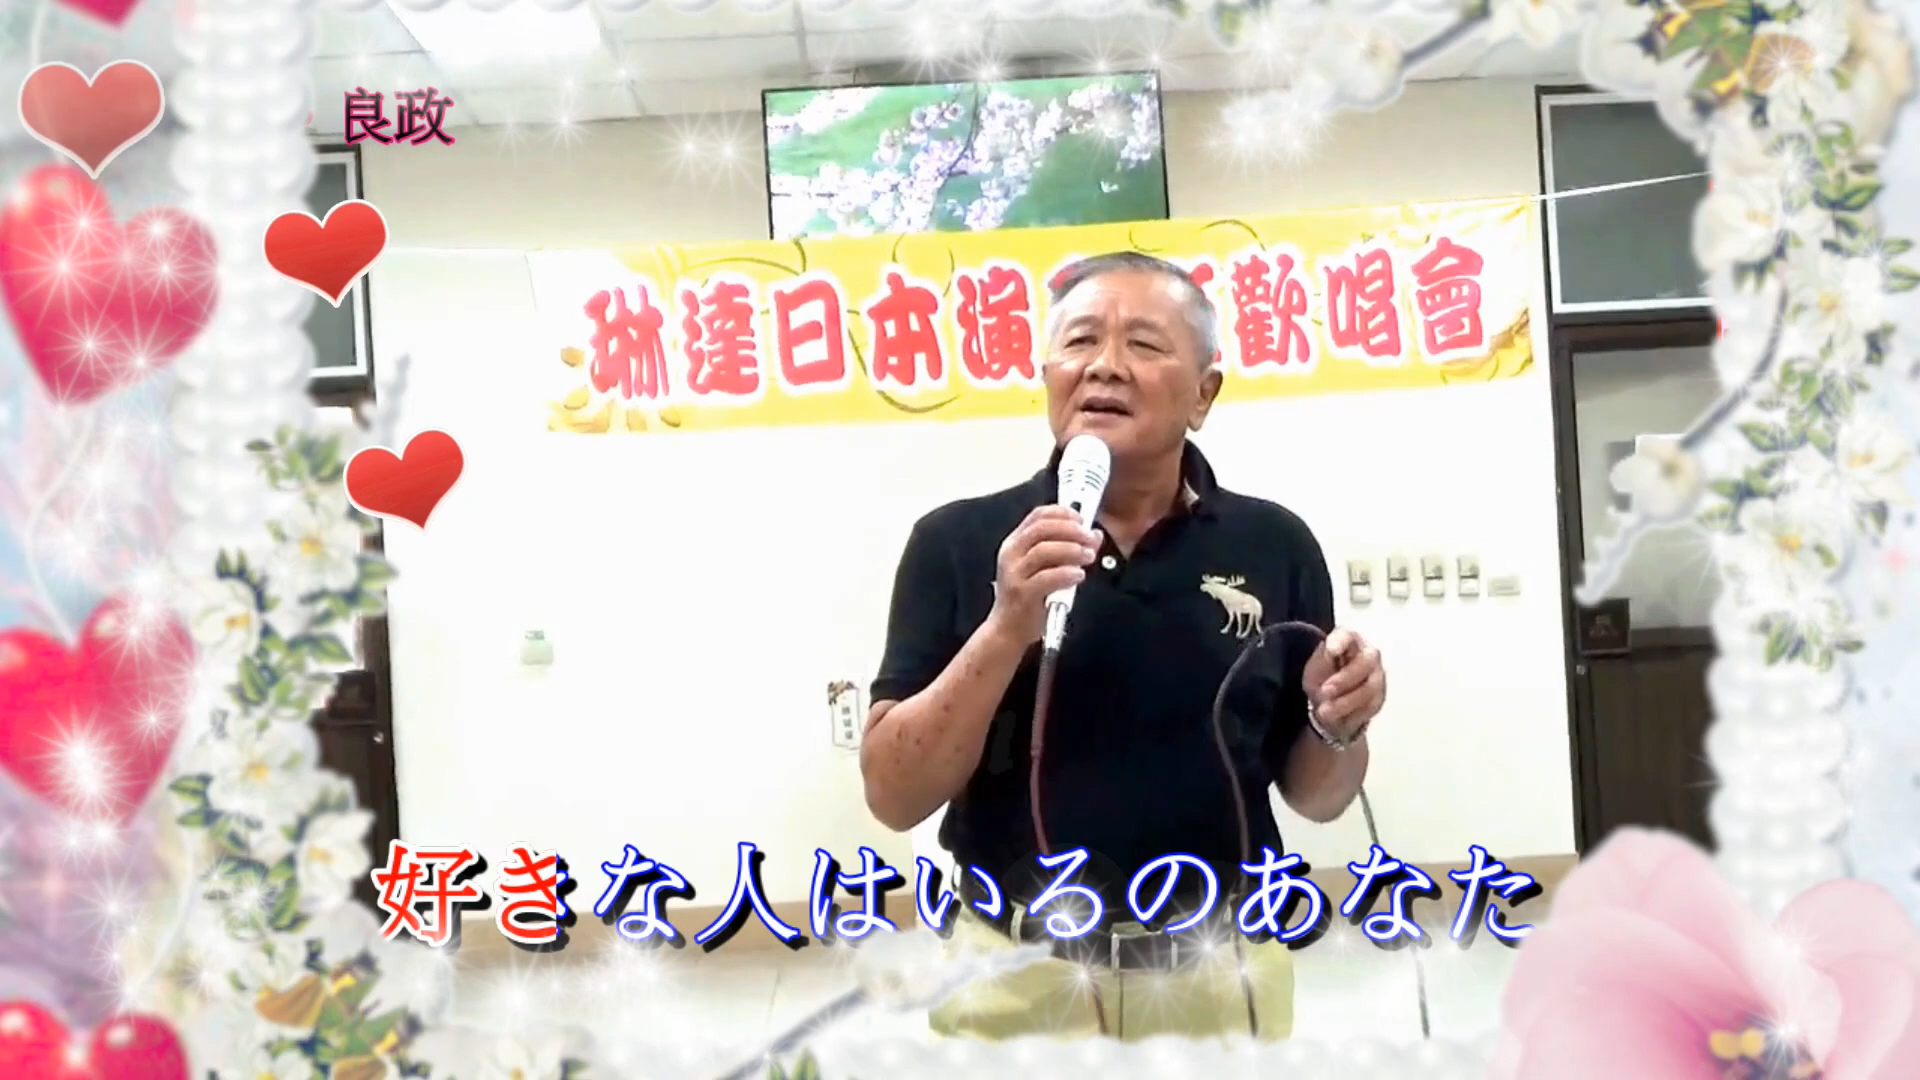 良政
琳達日本演歡唱會
好きな人はいるのあなた